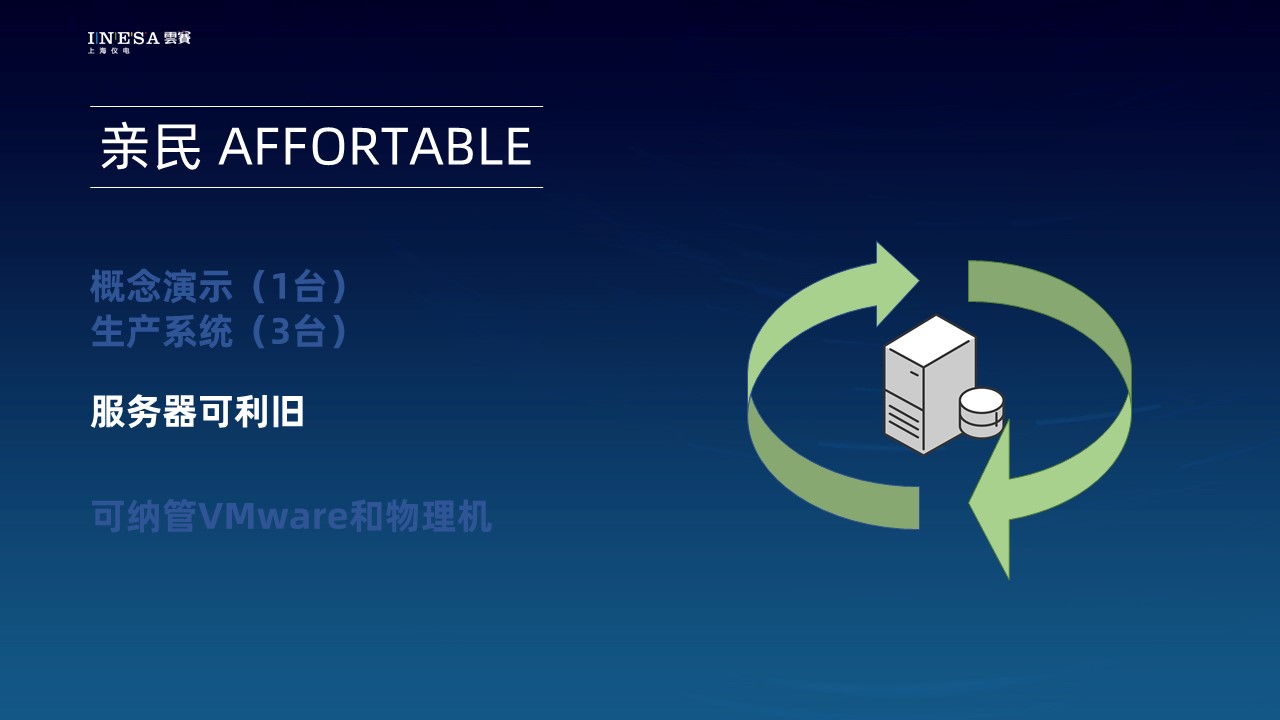 INESA 雲賽
上海仪电
亲民 AFFORTABLE
概念演示（1台）
生产系统（3台）
服务器可利旧
可纳管VMware和物理机